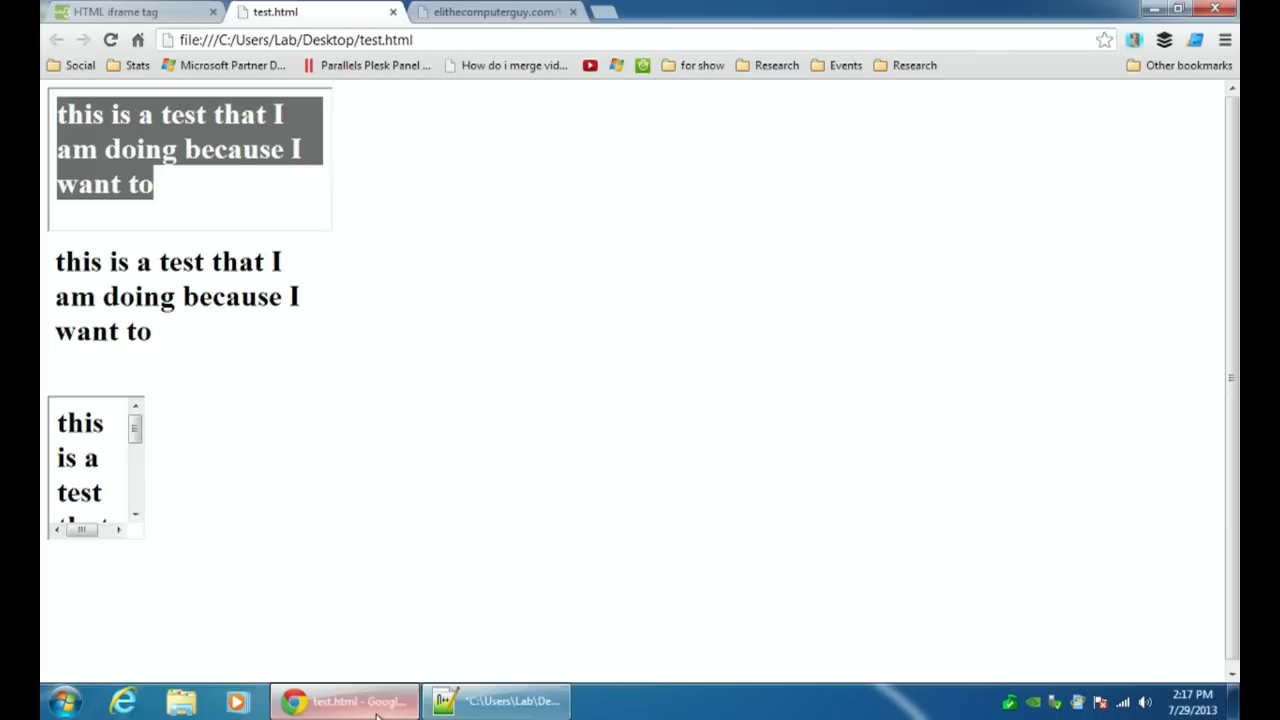 HTML iframe tag
test.html
elithecomputerguy.com/
file:///C:/Users/Lab/Desktop/test.html
Social
Stats
Microsoft Partner D...
Parallels Plesk Panel ...
How do i merge vid...
for show
Research
Events
Research
Other bookmarks
this is a test that I
am doing because I
want to
this is a test that I
am doing because I
want to
this
is a
test
that
test.html - Googl...
*C:\Users\Lab\De...
2:17 PM
7/29/2013